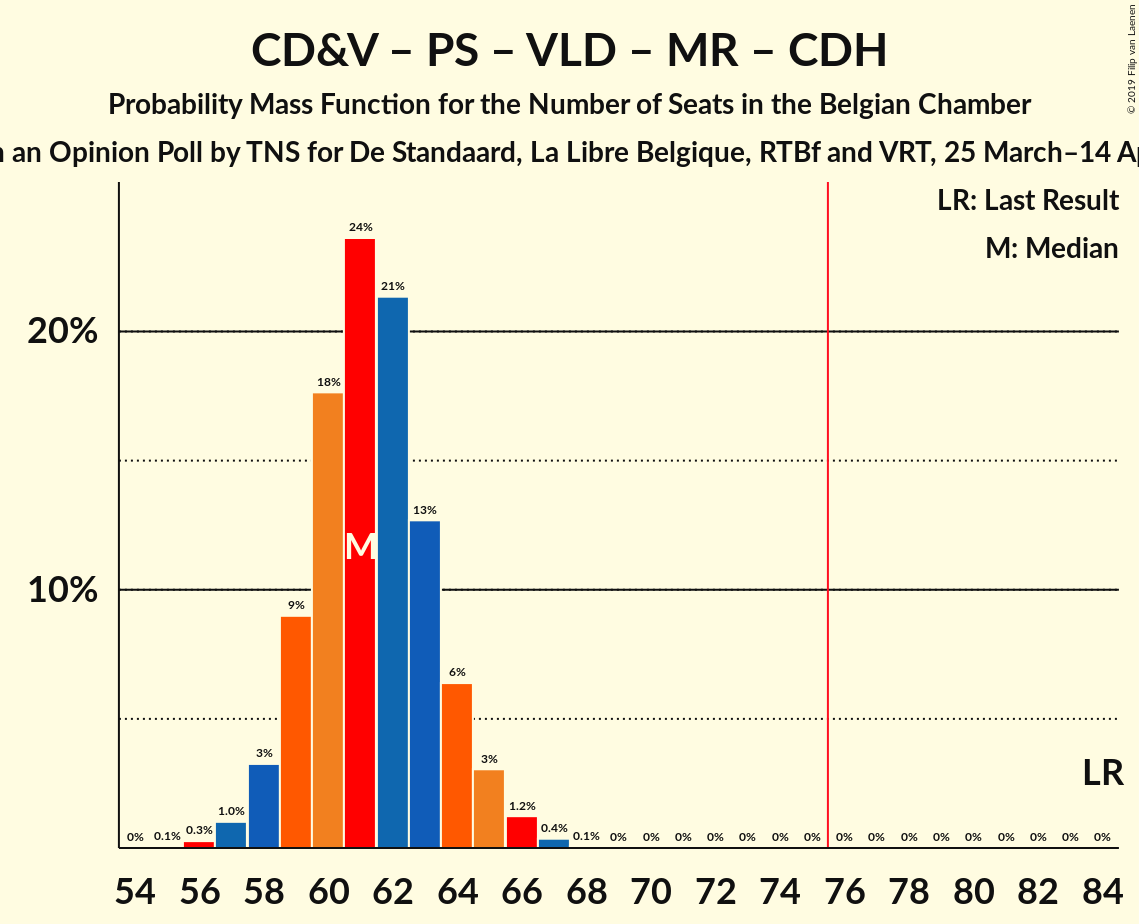 CD&V – PS – VLD – MR – CDH
Probability Mass Function for the Number of Seats in the Belgian Chamber
an Opinion Poll by TNS for De Standaard, La Libre Belgique, RTBf and VRT, 25 March–14
© 2019 Filip van Laenen
LR: Last Result
M: Median
20%
10%
0% 0.1% 0.3% 1.0% 3% 9% 18% 24% 21% 13% 6% 3% 1.2% 0.4% 0.1% 0% 0% 0% 0% 0% 0% 0% 0% 0% 0% 0% 0% 0% 0% 0% 0%
M
LR
54 56 58 60 62 64 66 68 70 72 74 76 78 80 82 84